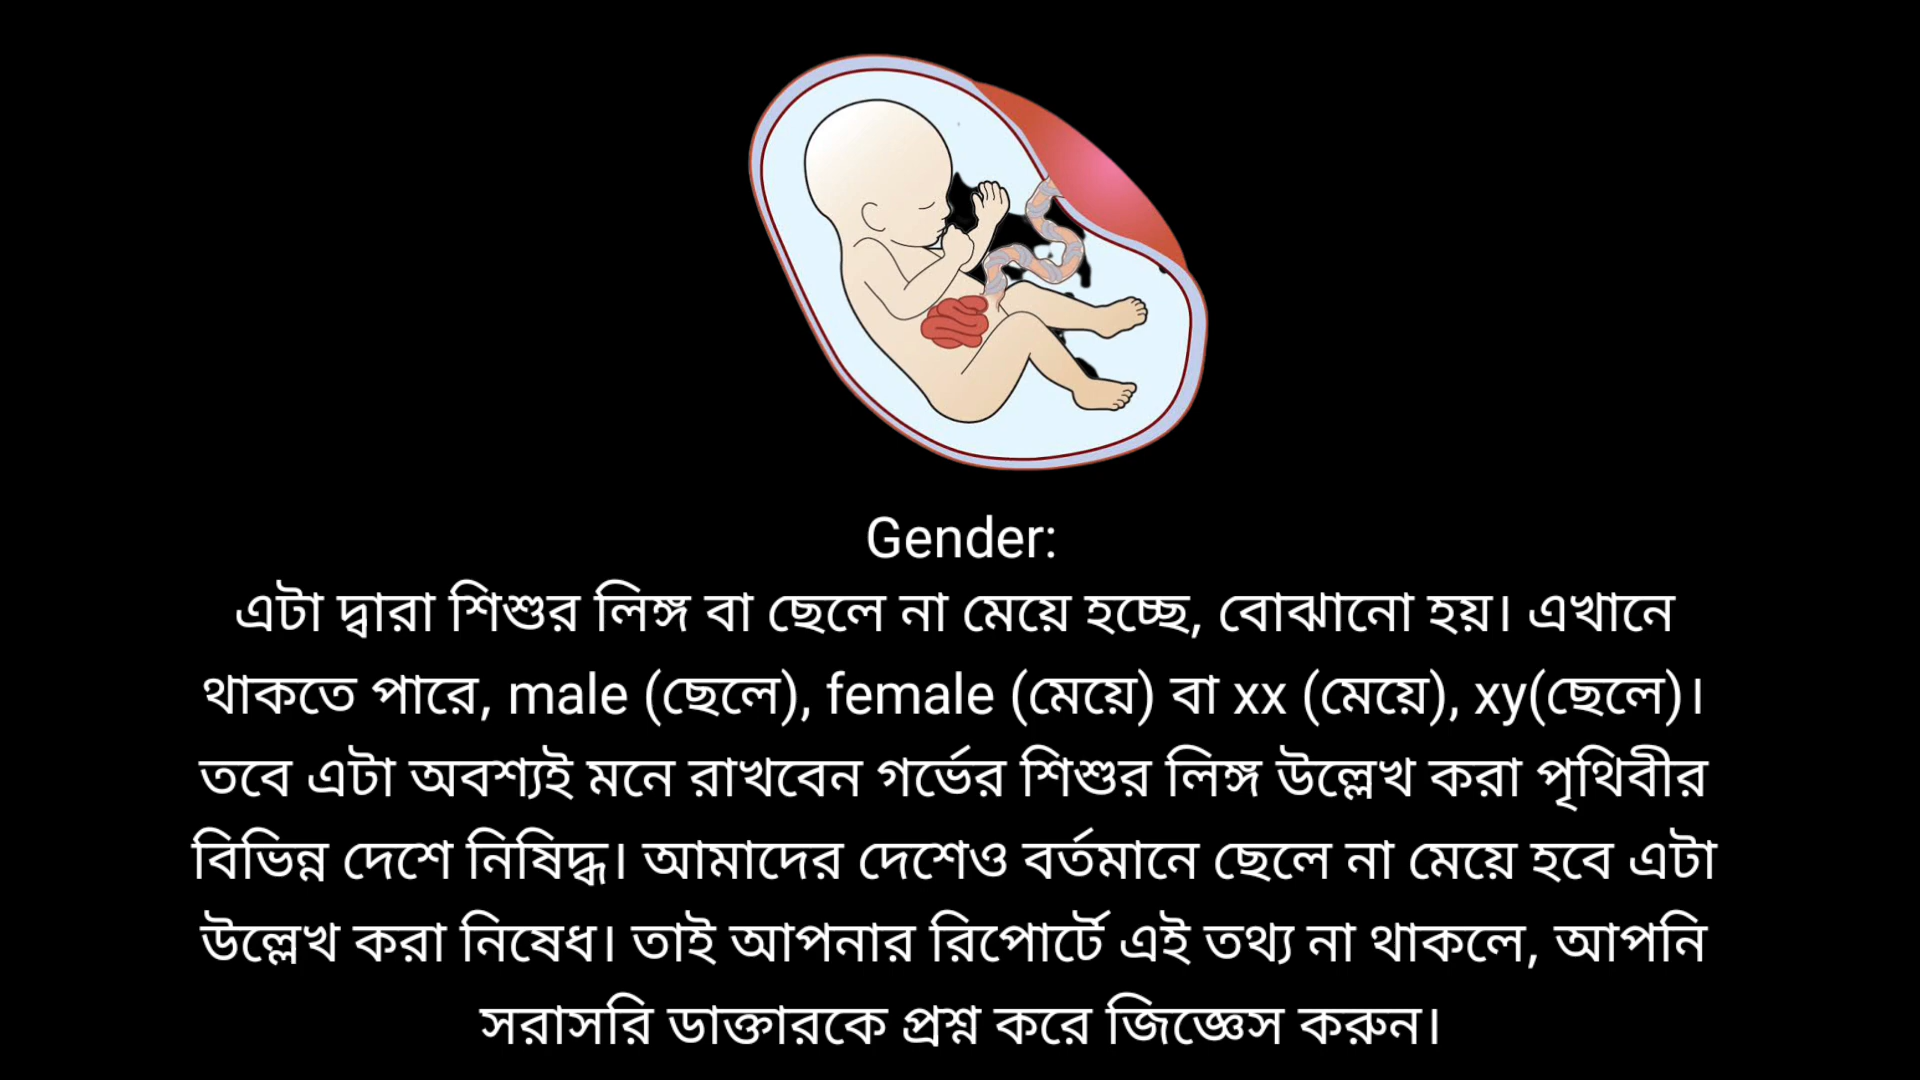 Gender:
এটা দ্বারা শিশুর লিঙ্গ বা ছেলে না মেয়ে হচ্ছে, বোঝানো হয়। এখানে
থাকতে পারে, male (ছেলে), female (মেয়ে) বা xx (মেয়ে), xy(ছেলে)।
তবে এটা অবশ্যই মনে রাখবেন গর্ভের শিশুর লিঙ্গ উল্লেখ করা পৃথিবীর
বিভিন্ন দেশে নিষিদ্ধ। আমাদের দেশেও বর্তমানে ছেলে না মেয়ে হবে এটা
উল্লেখ করা নিষেধ। তাই আপনার রিপোর্টে এই তথ্য না থাকলে, আপনি
সরাসরি ডাক্তারকে প্রশ্ন করে জিজ্ঞেস করুন।